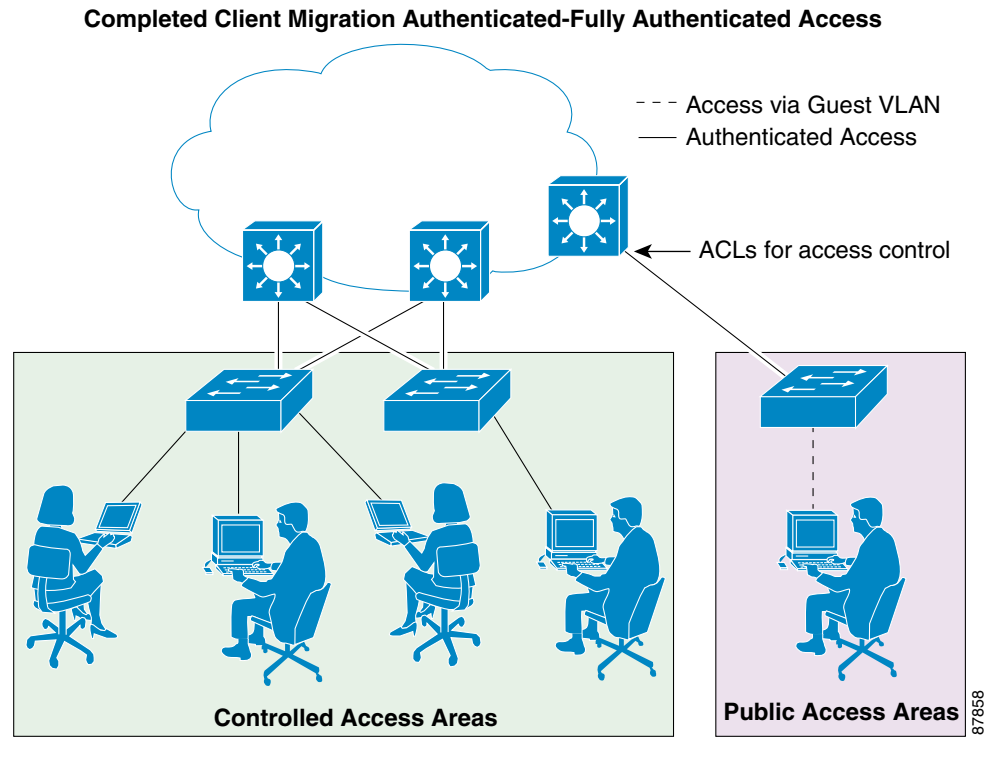 Completed Client Migration Authenticated-Fully Authenticated Access
Access via Guest VLAN
Authenticated Access
ACLs for access control
Controlled Access Areas
Public Access Areas
87858